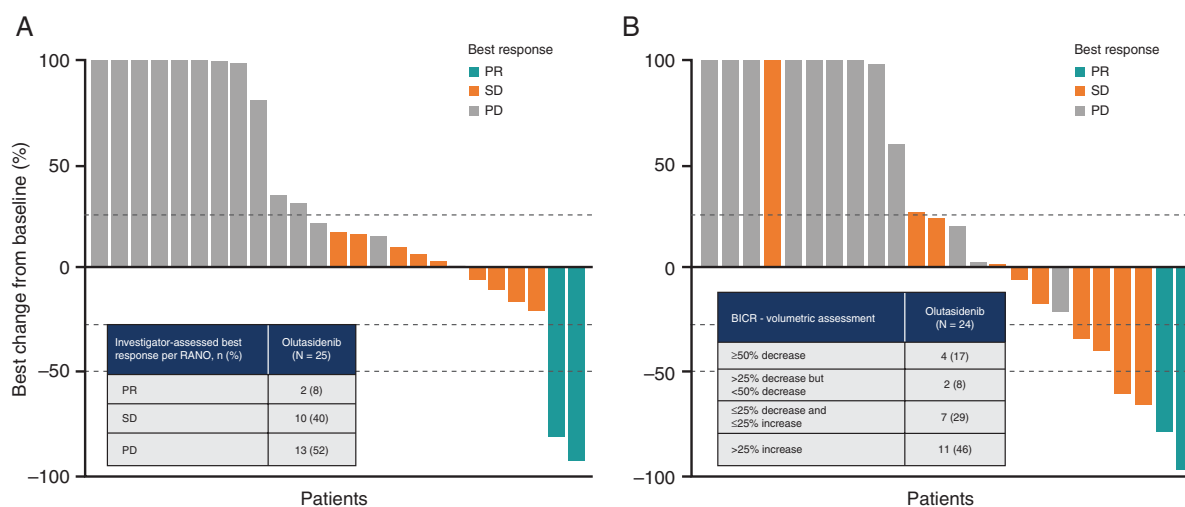 A
Best change from baseline (%)
100
50
0
−50
−100
Best response
PR
SD
PD
Investigator-assessed best
response per RANO, n (%)
Olutasidenib
(N = 25)
PR
2 (8)
SD
10 (40)
PD
13 (52)
Patients
B
100
50
0
−50
−100
Best response
PR
SD
PD
BICR - volumetric assessment
Olutasidenib
(N = 24)
≥50% decrease
4 (17)
>25% decrease but
<50% decrease
2 (8)
≤25% decrease and
≤25% increase
7 (29)
>25% increase
11 (46)
Patients